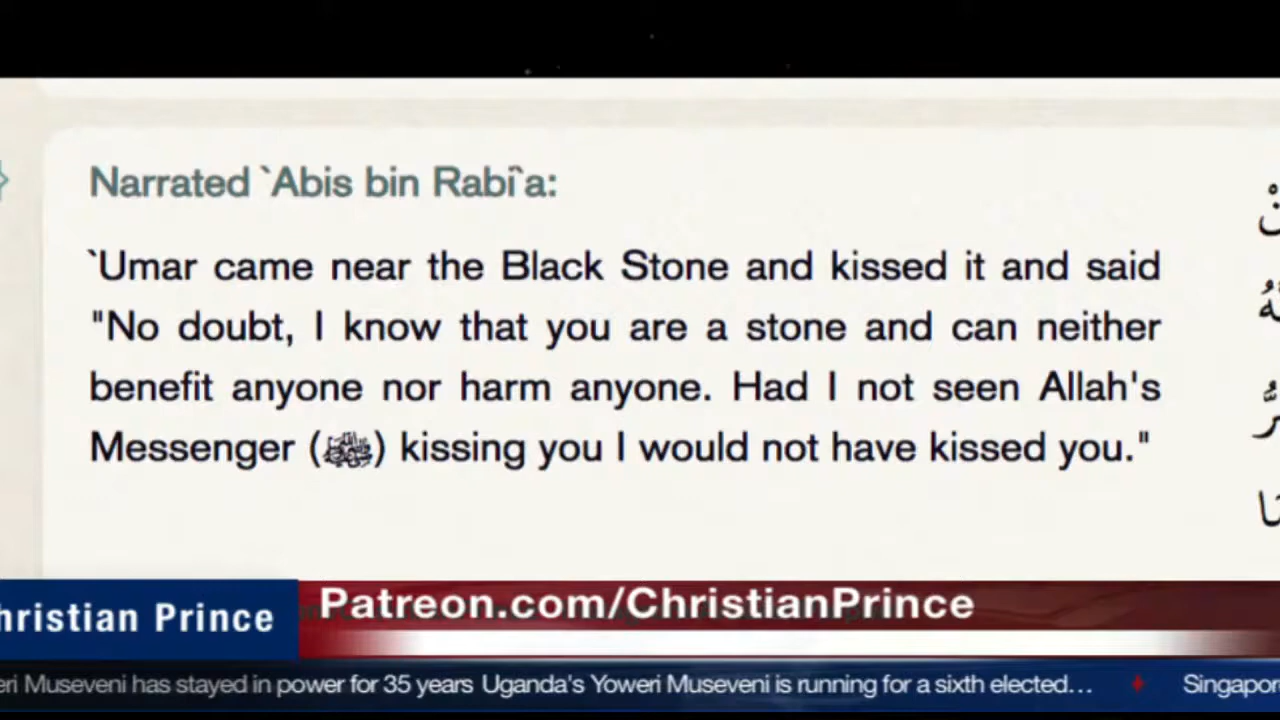 Narrated `Abis bin Rabi`a:
`Umar came near the Black Stone and kissed it and said
"No doubt, I know that you are a stone and can neither
benefit anyone nor harm anyone. Had I not seen Allah's
Messenger (ﷺ) kissing you I would not have kissed you."
hristian Prince
Patreon.com/ChristianPrince
eri Museveni has stayed in power for 35 years Uganda's Yoweri Museveni is running for a sixth elected... Singapor